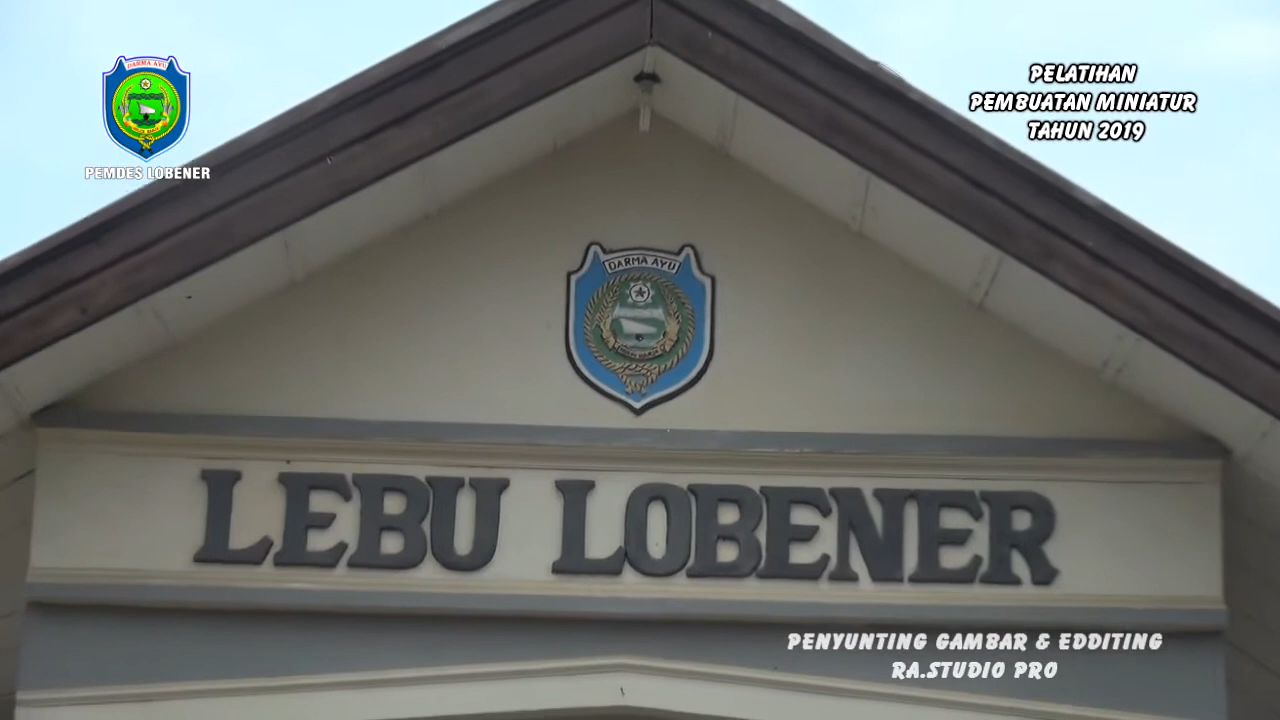 DARMA AYU
PEMDES LOBENER
PELATIHAN
PEMBUATAN MINIATUR
TAHUN 2019
DARMA AYU
LEBU LOBENER
PENYUNTING GAMBAR & EDDITING
RA.STUDIO PRO